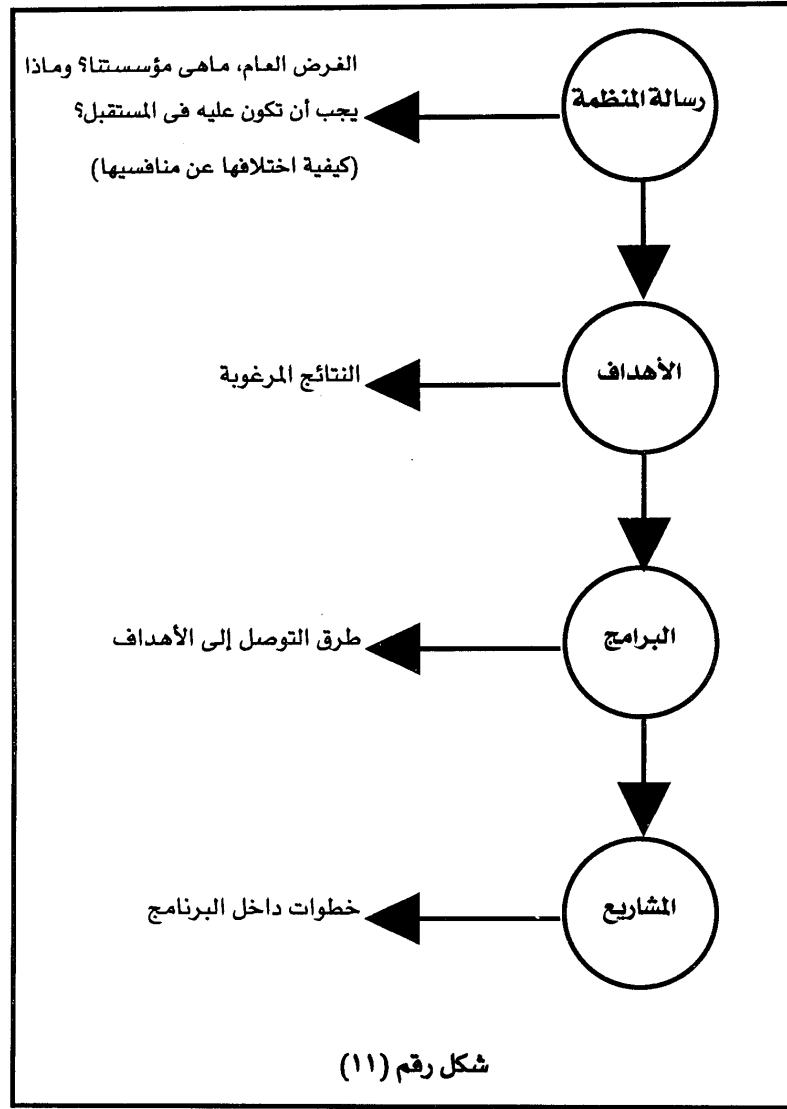 رسالة المنظمة
الغرض العام، ماهى مؤسستنا؟ وماذا
يجب أن تكون عليه فى المستقبل؟
(كيفية اختلافها عن منافسيها)
الأهداف
النتائج المرغوبة
البرامج
طرق التوصل إلى الأهداف
المشاريع
خطوات داخل البرنامج
شكل رقم (١١)